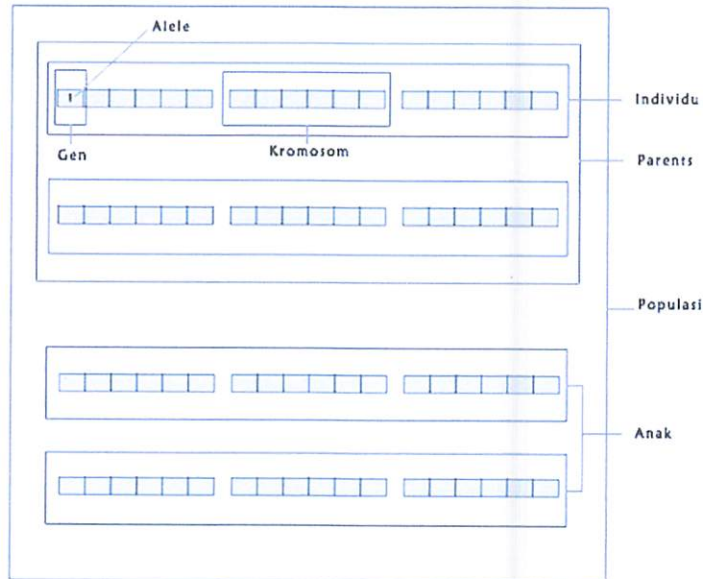 Alele
1
Individu
Gen
Kromosom
Parents
Populasi
Anak